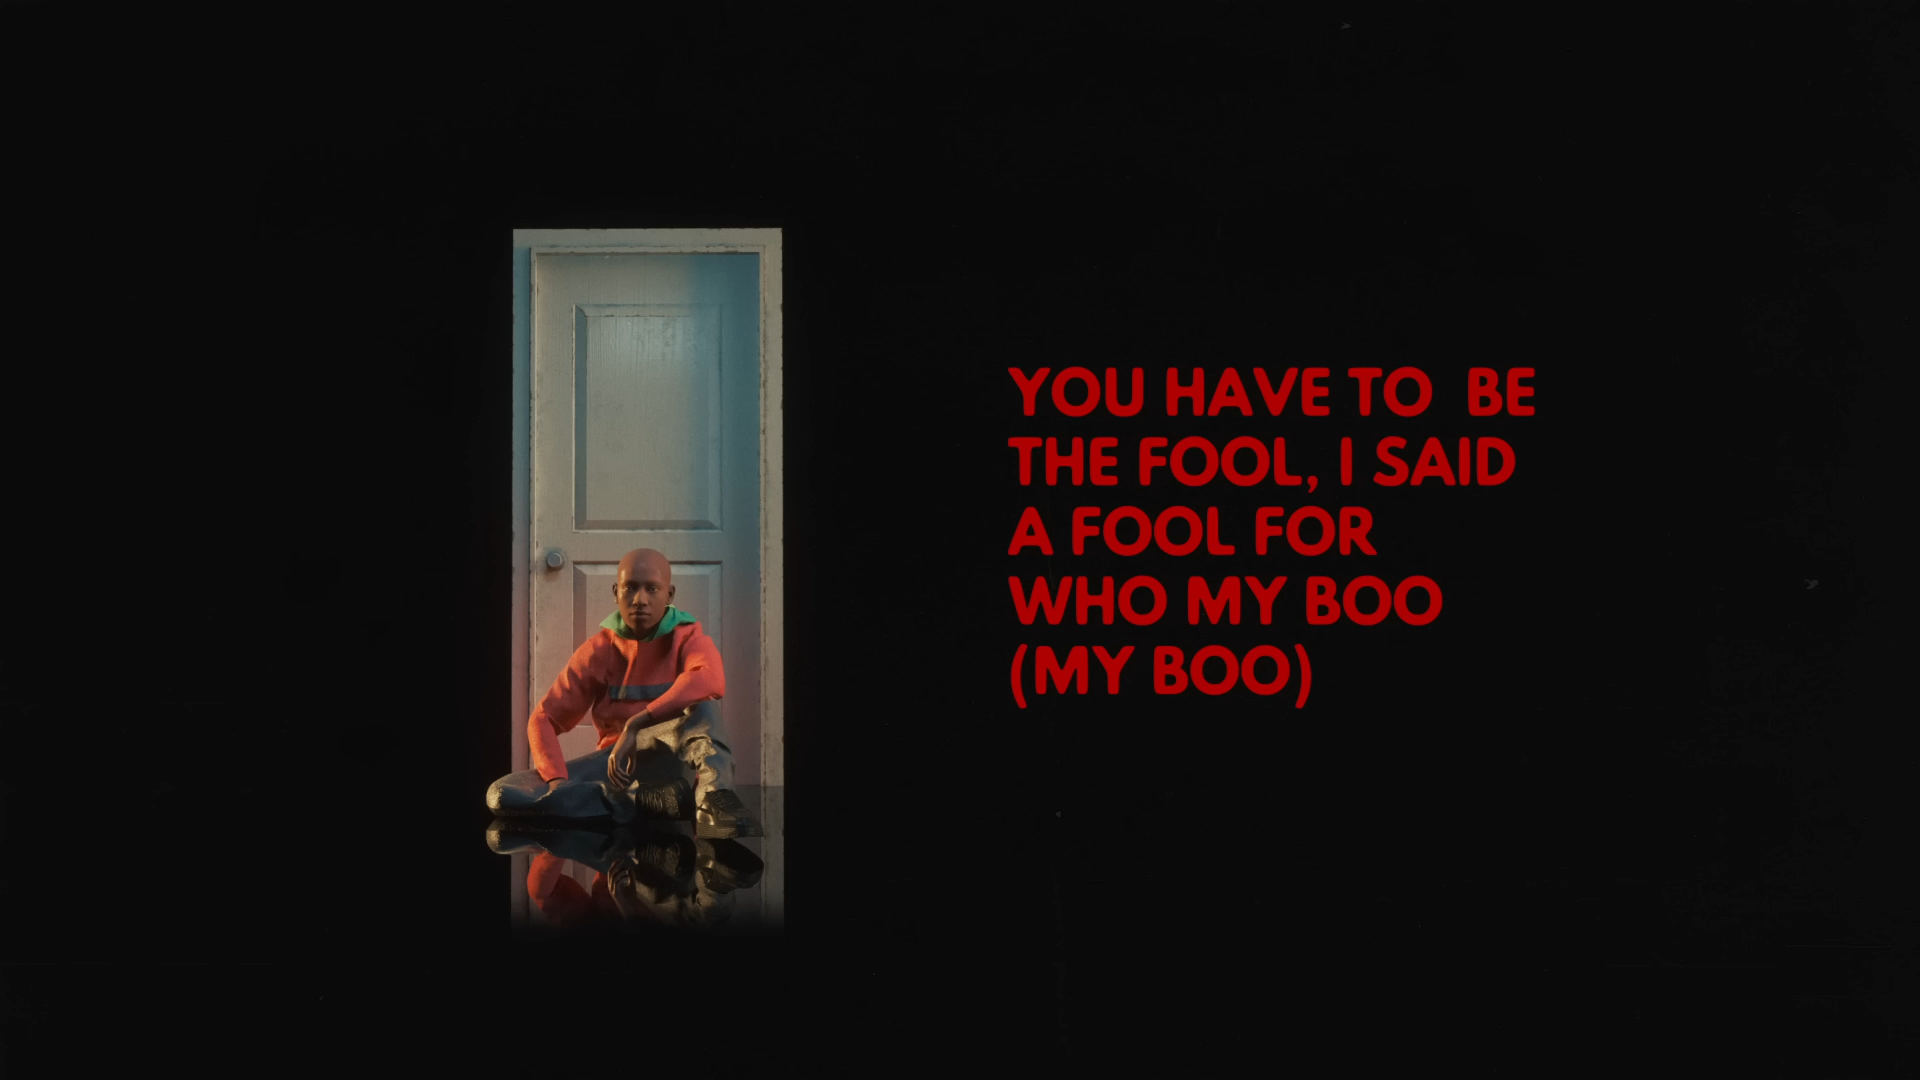 YOU HAVE TO  BE
THE FOOL, I SAID
A FOOL FOR
WHO MY BOO
(MY BOO)